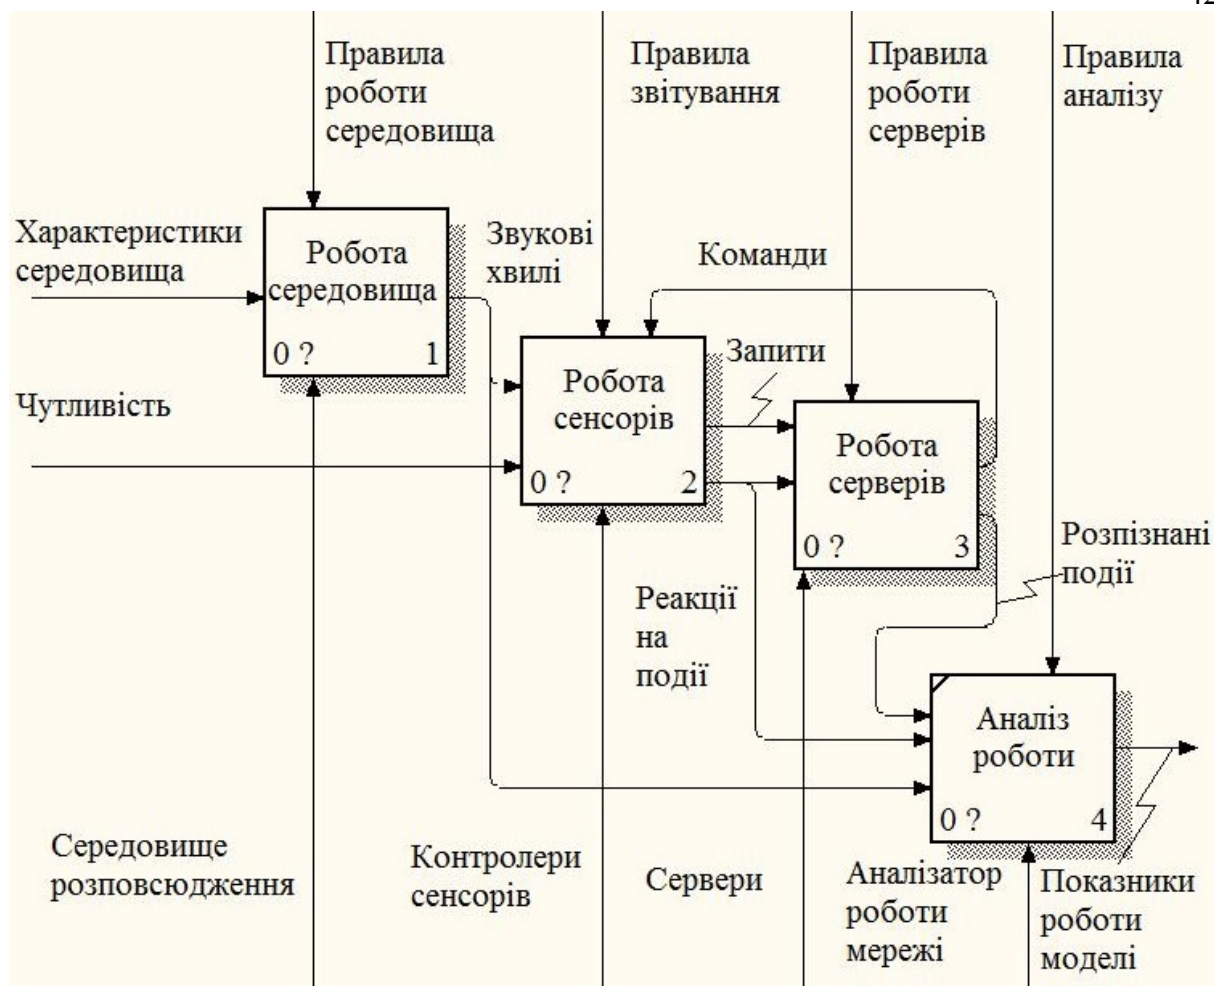 Правила
роботи
середовища
Правила
звітування
Правила
роботи
серверів
Правила
аналізу
Характеристики
середовища
Робота
середовища
0 ?
1
Звукові
хвилі
Команди
Чутливість
Робота
сенсорів
0 ?
2
Запити
Робота
серверів
0 ?
3
Розпізнані
події
Реакції
на
події
Аналіз
роботи
0 ?
4
Середовище
розповсюдження
Контролери
сенсорів
Сервери
Аналізатор
роботи
мережі
Показники
роботи
моделі